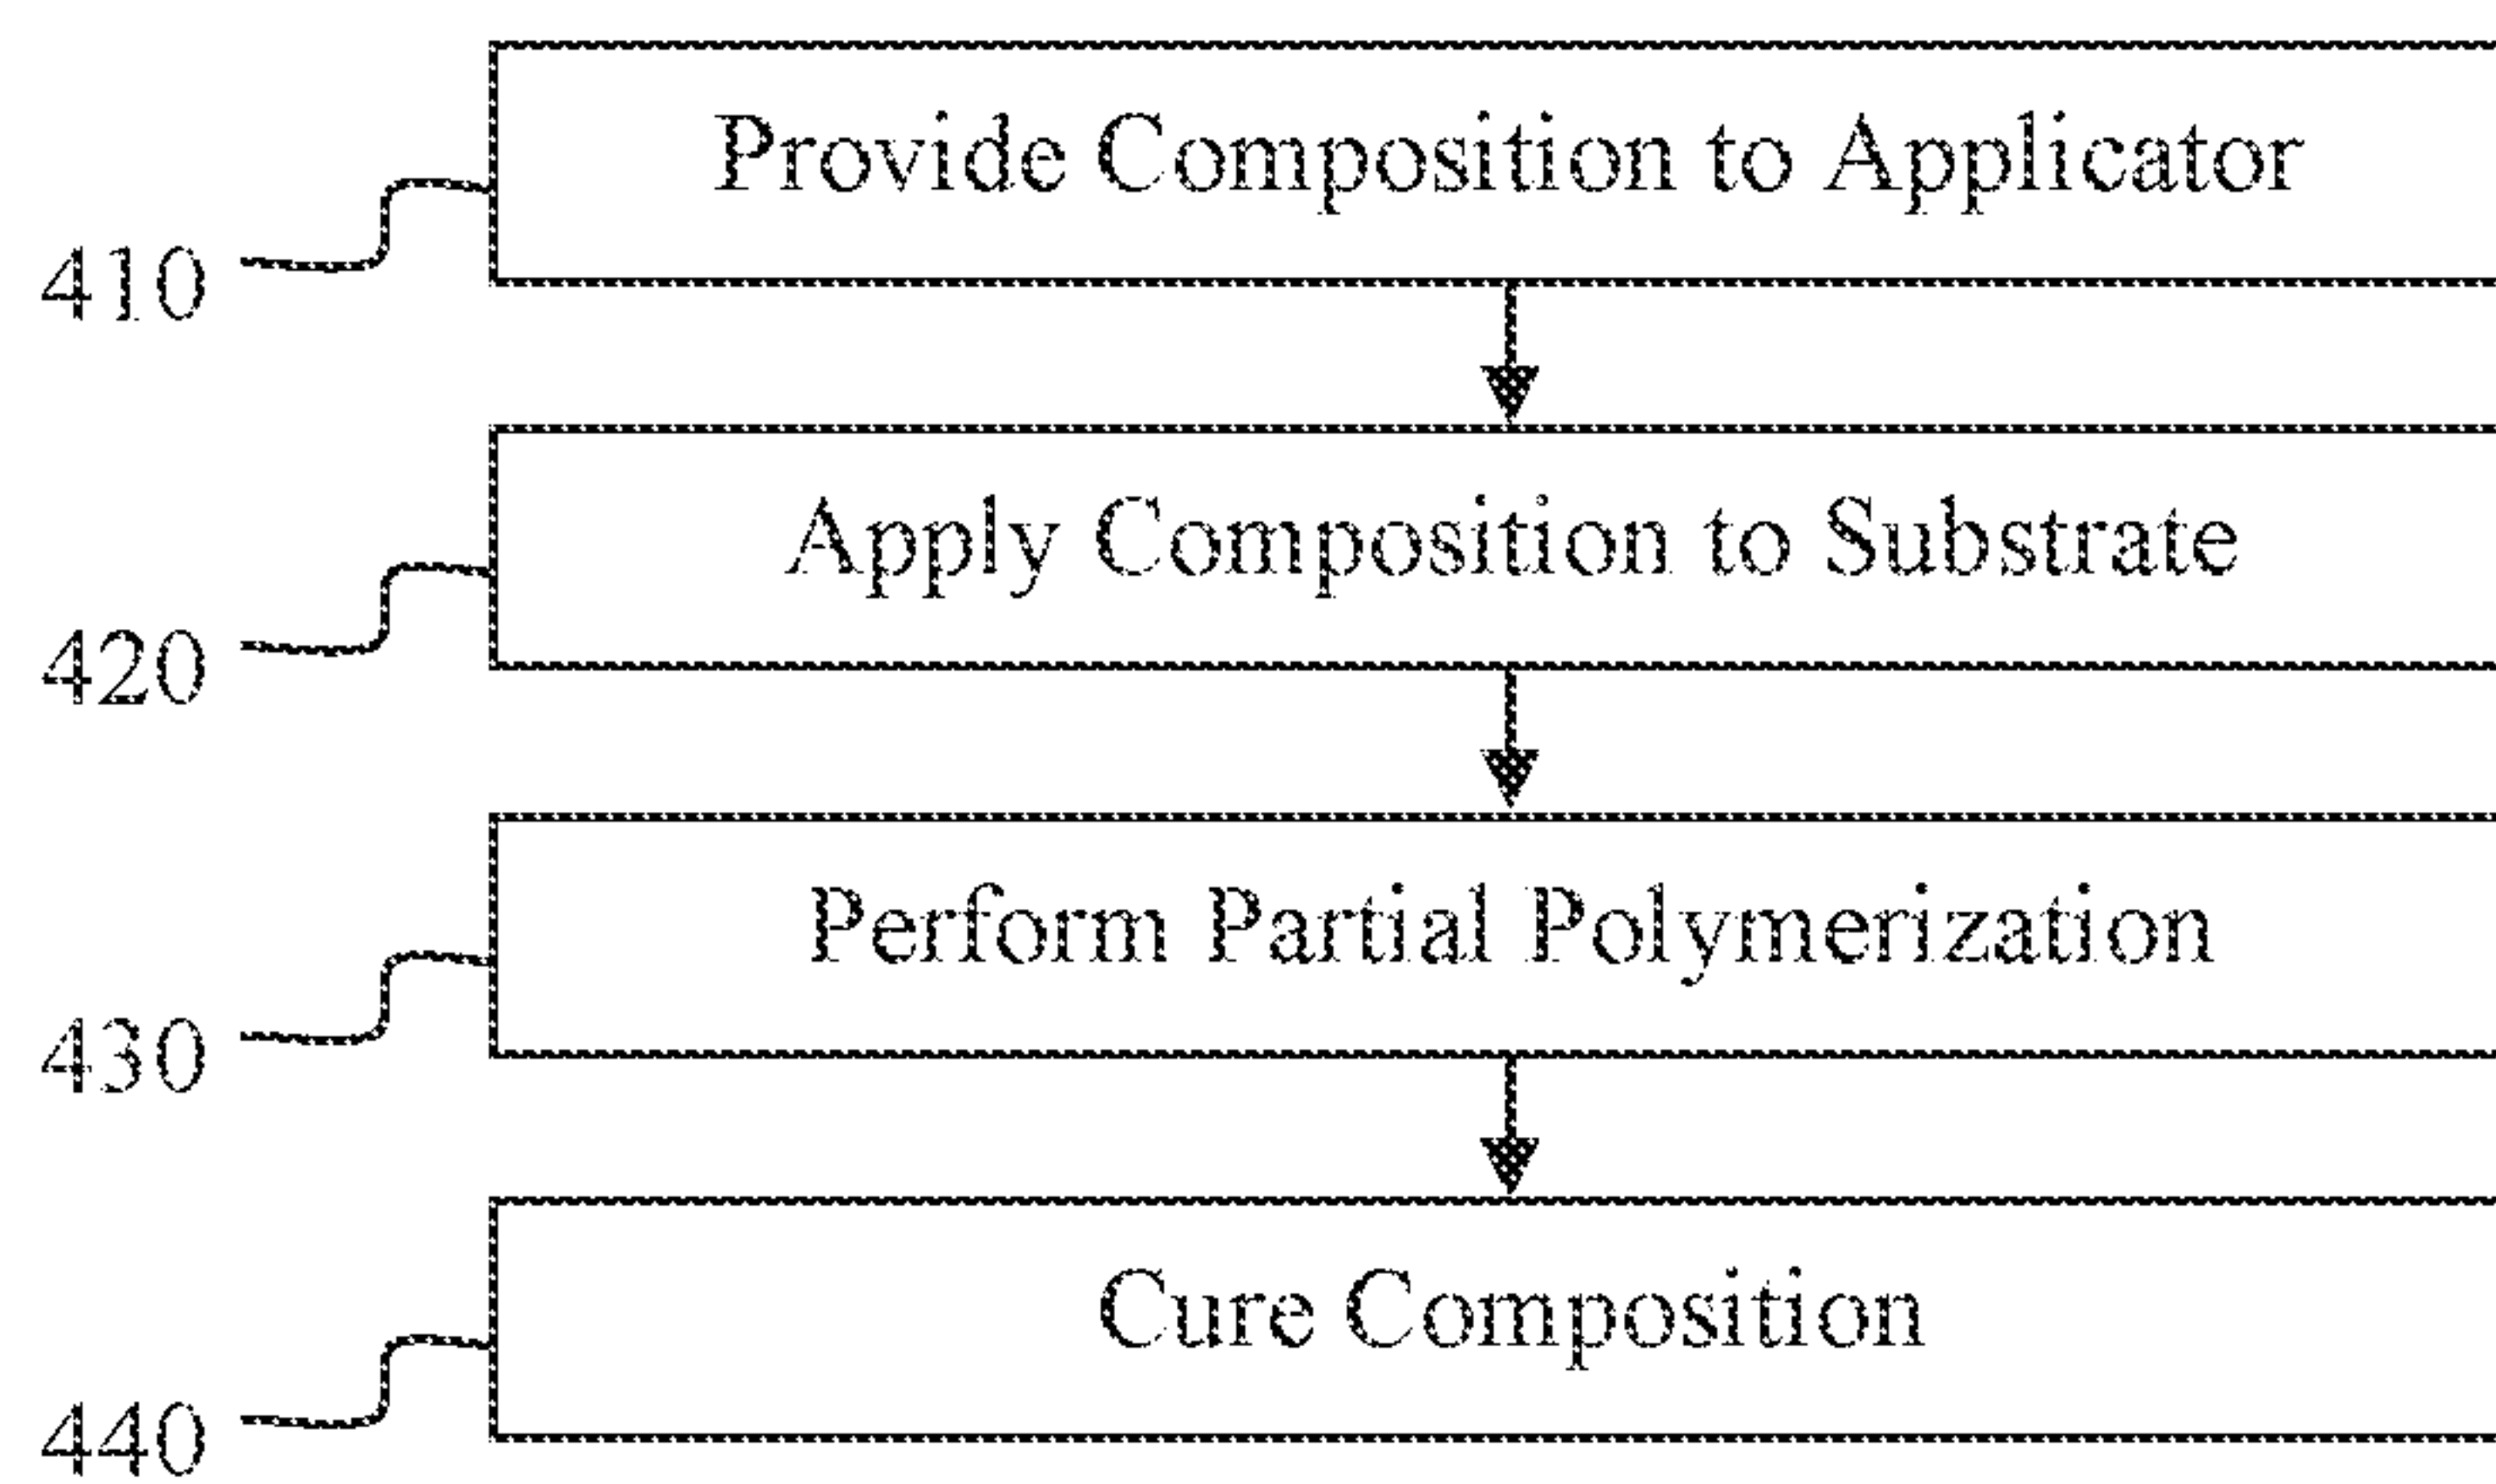 Provide Composition to Applicator
410
Apply Composition to Substrate
420
Perform Partial Polymerization
430
Cure Composition
440